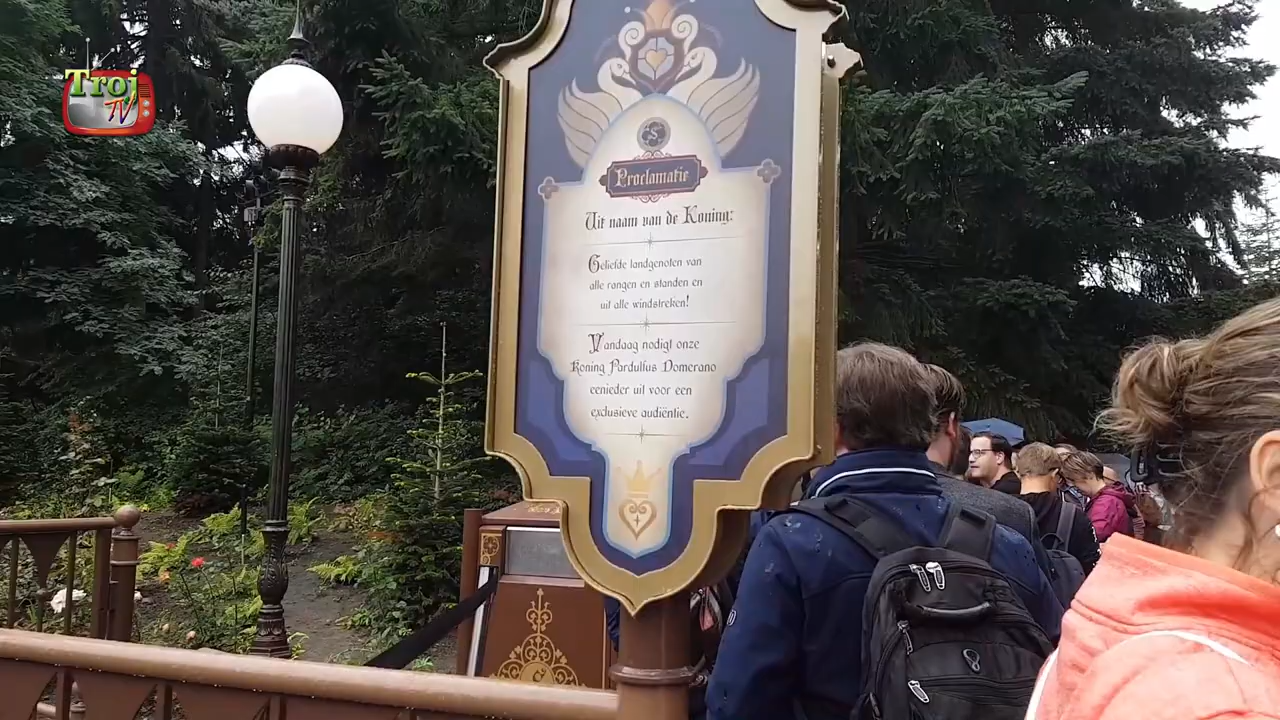 Troj
TV
Proclamatie
Uit naam van de Koning:
Geliefde landgenoten van
alle rangen en standen en
uit alle windstreken!
Vandaag nodigt onze
Koning Pardulfus Domerano
eenieder uit voor een
exclusieve audiëntie.